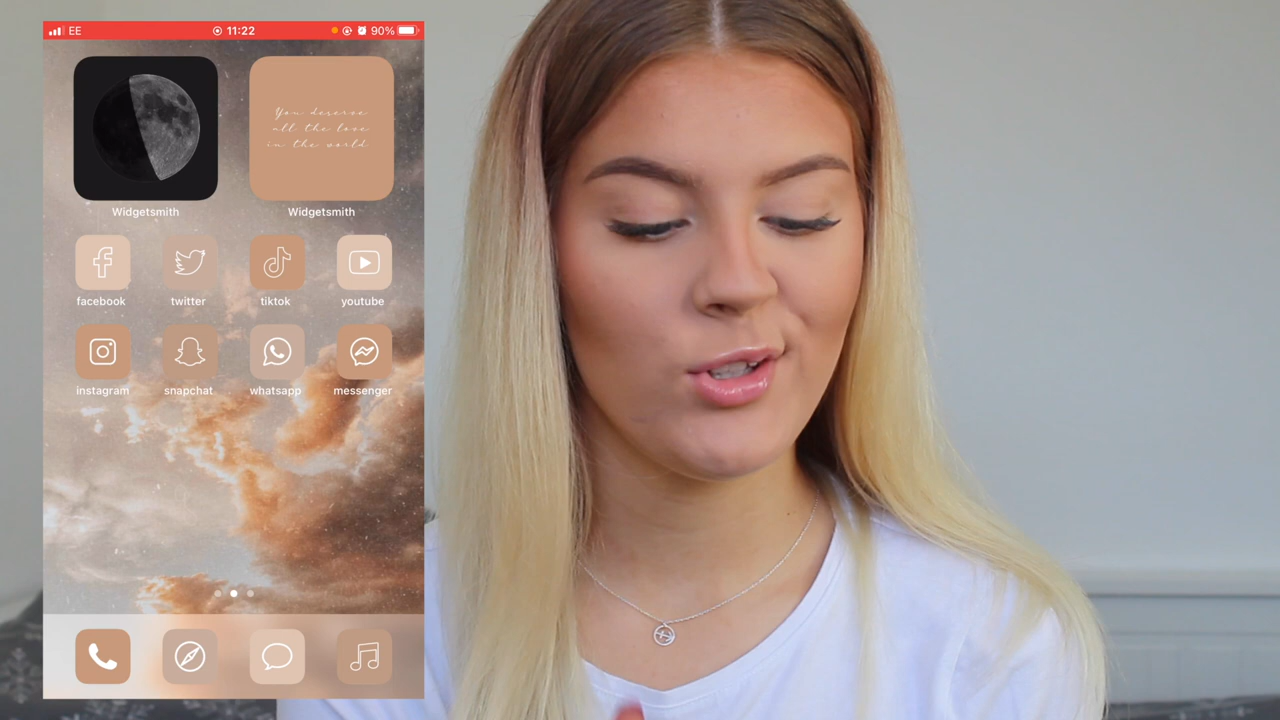 EE
11:22
90%
You deserve
all the love
in the world
Widgetsmith Widgetsmith
facebook twitter tiktok youtube
instagram snapchat whatsapp messenger